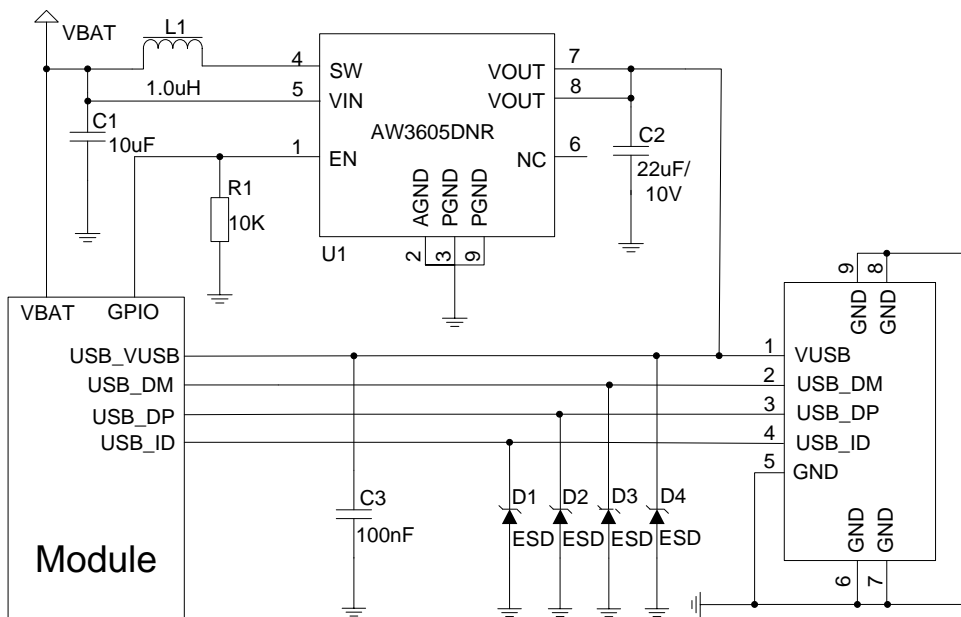 VBAT
L1
1.0uH
C1
10uF
4
5
1
SW
VIN
EN
AW3605DNR
VOUT
VOUT
NC
7
8
6
AGND
PGND
PGND
2
3
9
U1
R1
10K
C2
22uF/
10V
VBAT
GPIO
USB_VUSB
USB_DM
USB_DP
USB_ID
Module
C3
100nF
D1
ESD
D2
ESD
D3
ESD
D4
ESD
9
8
GND
GND
1
2
3
4
5
VUSB
USB_DM
USB_DP
USB_ID
GND
GND
GND
6
7